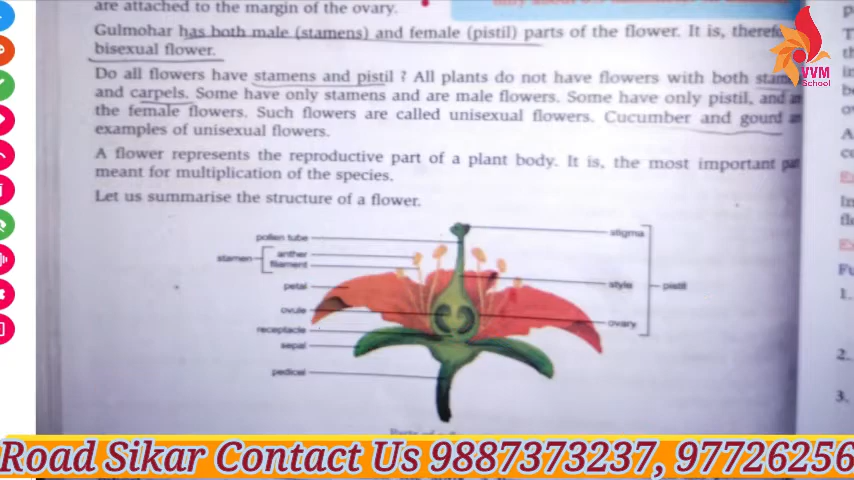 are attached to the margin of the ovary.
Gulmohar has both male (stamens) and female (pistil) parts of the flower. It is,
bisexual flower.
Do all flowers have stamens and pistil ? All plants do not have flowers with both
and carpels. Some have only stamens and are male flowers. Some have only pistil, and
the female flowers. Such flowers are called unisexual flowers. Cucumber and gourd
examples of unisexual flowers.
A flower represents the reproductive part of a plant body. It is, the most important
meant for multiplication of the species.
Let us summarise the structure of a flower.
pollen tube
stamen
anther
filament
petal
ovule
receptacle
sepal
pedicel
stigma
style
pistil
ovary
1.
2.
3.
VVM
School
Road Sikar Contact Us 9887373237, 97726256